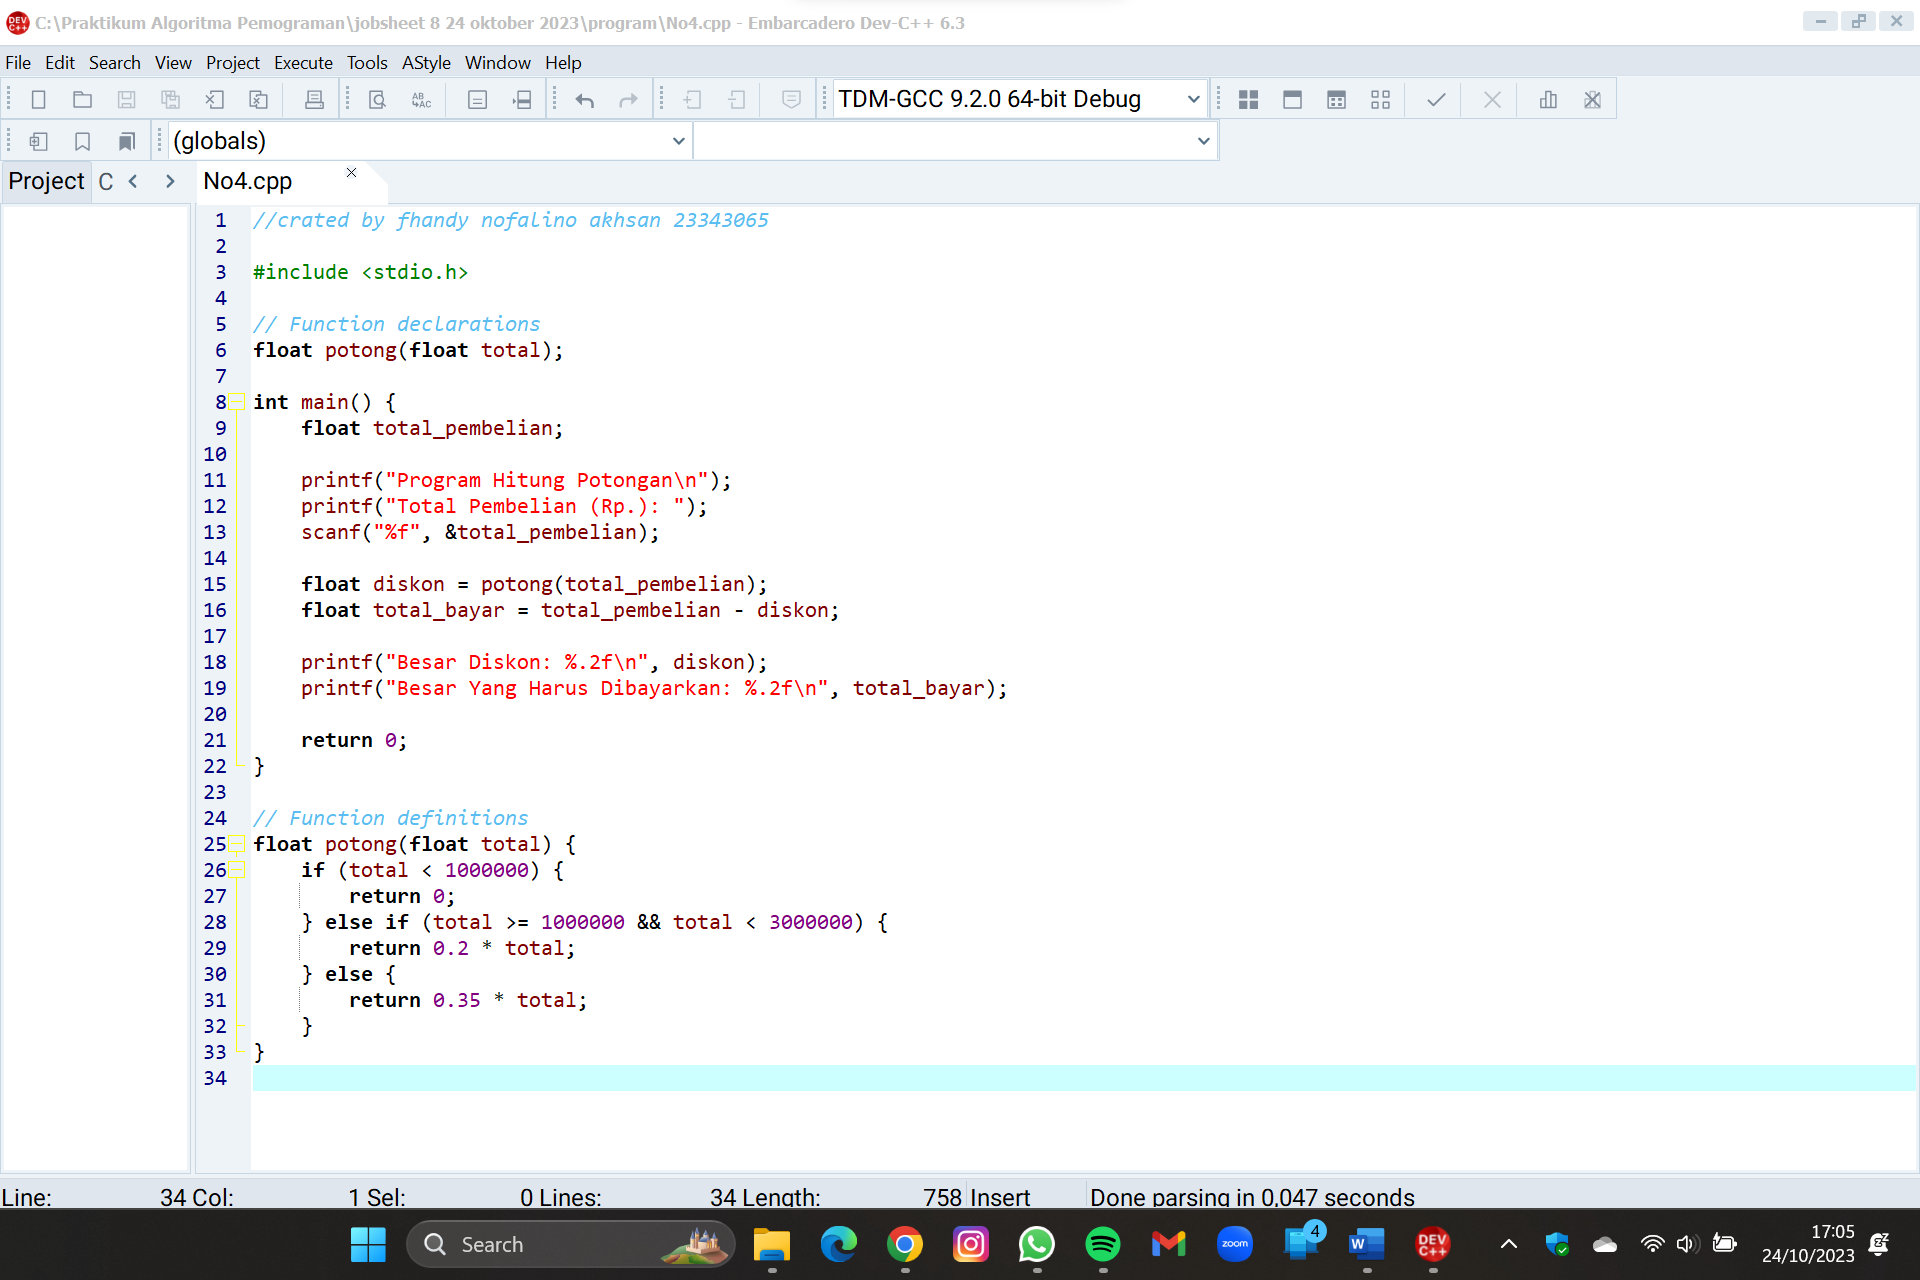 C:\Praktikum Algoritma Pemograman\jobsheet 8 24 oktober 2023\program\No4.cpp - Embarcadero Dev-C++ 6.3
File Edit Search View Project Execute Tools AStyle Window Help
TDM-GCC 9.2.0 64-bit Debug
(globals)
Project C No4.cpp
1 //crated by fhandy nofalino akhsan 23343065
2
3 #include <stdio.h>
4
5 // Function declarations
6 float potong(float total);
7
8 int main() {
9     float total_pembelian;
10
11     printf("Program Hitung Potongan\n");
12     printf("Total Pembelian (Rp.): ");
13     scanf("%f", &total_pembelian);
14
15     float diskon = potong(total_pembelian);
16     float total_bayar = total_pembelian - diskon;
17
18     printf("Besar Diskon: %.2f\n", diskon);
19     printf("Besar Yang Harus Dibayarkan: %.2f\n", total_bayar);
20
21     return 0;
22 }
23
24 // Function definitions
25 float potong(float total) {
26     if (total < 1000000) {
27         return 0;
28     } else if (total >= 1000000 && total < 3000000) {
29         return 0.2 * total;
30     } else {
31         return 0.35 * total;
32     }
33 }
34
Line: 34 Col: 1 Sel: 0 Lines: 34 Length: 758 Insert Done parsing in 0,047 seconds
Search
zoom
4
W
DEV C++
17:05
24/10/2023